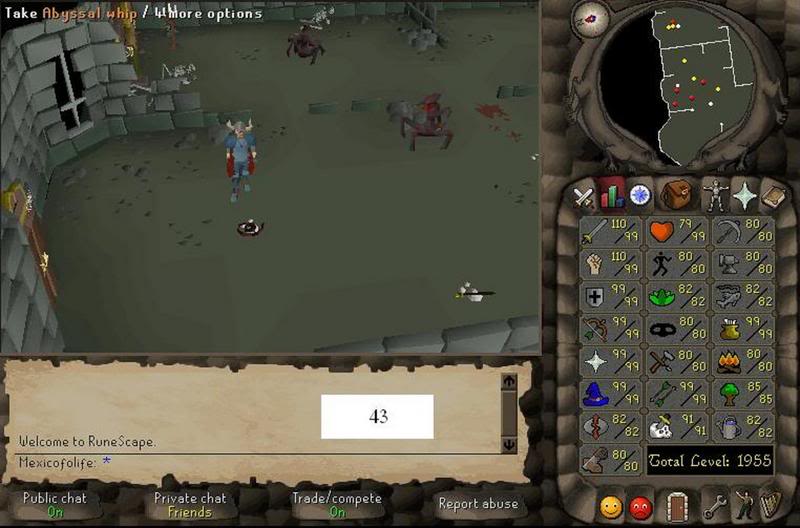 Take Abyssal whip / 4 more options
110/99 79/99 80/80
110/99 80/80 80/80
99/99 82/82 82/82
99/99 80/80 99/99
99/99 80/80 80/80
99/99 99/99 85/85
82/82 91/91 82/82
80/80 Total Level: 1955
43
Welcome to RuneScape.
Mexicofolife: *
Public chat Private chat Trade/compete Report abuse
On Friends On